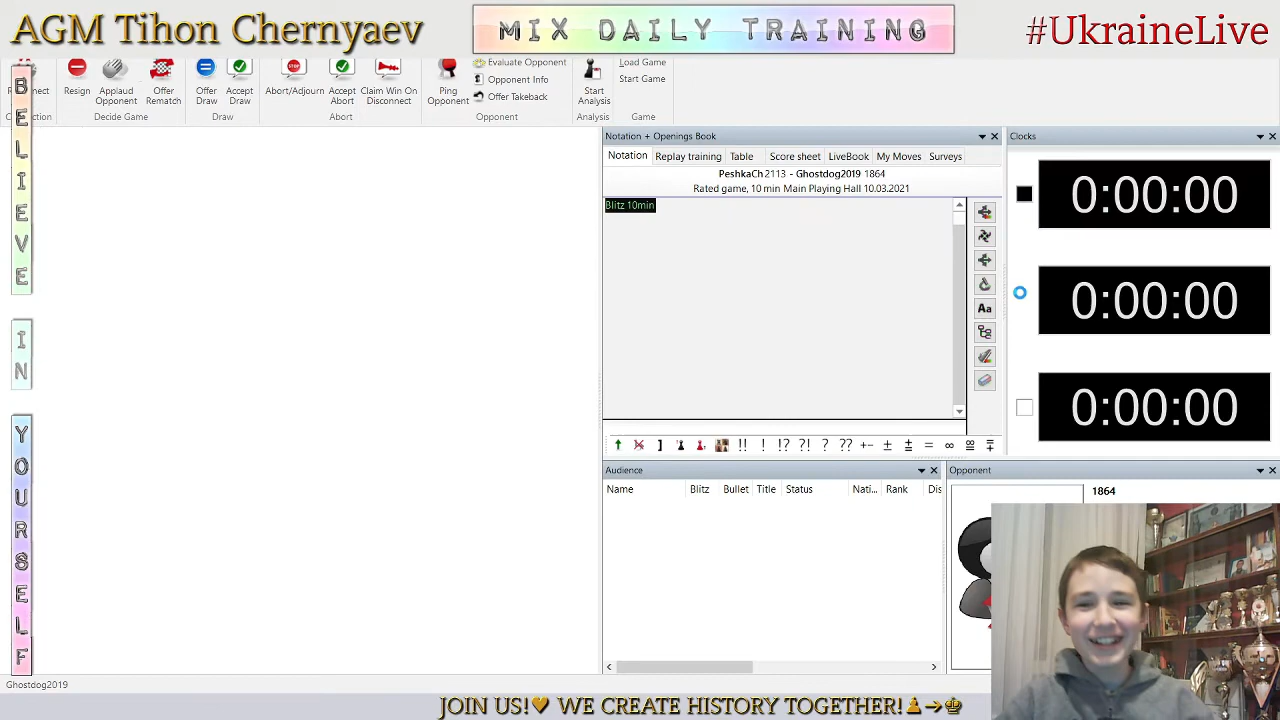 AGM Tihon Chernyaev
MIX DAILY TRAINING
#UkraineLive
BELIEVE
IN
YOURSELF
Resign
Applaud Opponent
Offer Rematch
Decide Game
Offer Draw
Accept Draw
Draw
Abort/Adjourn
Accept Abort
Claim Win On Disconnect
Abort
Ping Opponent
Evaluate Opponent
Opponent Info
Offer Takeback
Opponent
Start Analysis
Analysis
Load Game
Start Game
Game
Notation + Openings Book
Notation
Replay training
Table
Score sheet
LiveBook
My Moves
Surveys
PeshkaCh 2113 - Ghostdog2019 1864
Rated game, 10 min Main Playing Hall 10.03.2021
Blitz 10min
Aa
] !! ! !? ?! ? ?? +- ± ⩲ = ∞ ⯹ ∓
Clocks
0:00:00
0:00:00
0:00:00
Audience
Name Blitz Bullet Title Status Nati... Rank Dis
Opponent
1864
Ghostdog2019
JOIN US!♥ WE CREATE HISTORY TOGETHER!♟→♚